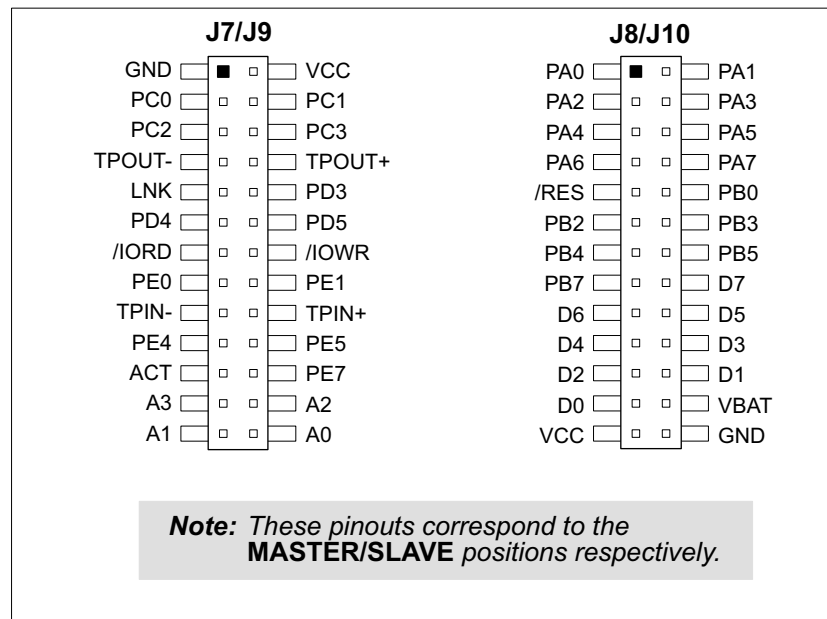 J7/J9 J8/J10
GND VCC PA0 PA1
PC0 PC1 PA2 PA3
PC2 PC3 PA4 PA5
TPOUT- TPOUT+ PA6 PA7
LNK PD3 /RES PB0
PD4 PD5 PB2 PB3
/IORD /IOWR PB4 PB5
PE0 PE1 PB7 D7
TPIN- TPIN+ D6 D5
PE4 PE5 D4 D3
ACT PE7 D2 D1
A3 A2 D0 VBAT
A1 A0 VCC GND
Note: These pinouts correspond to the
MASTER/SLAVE positions respectively.